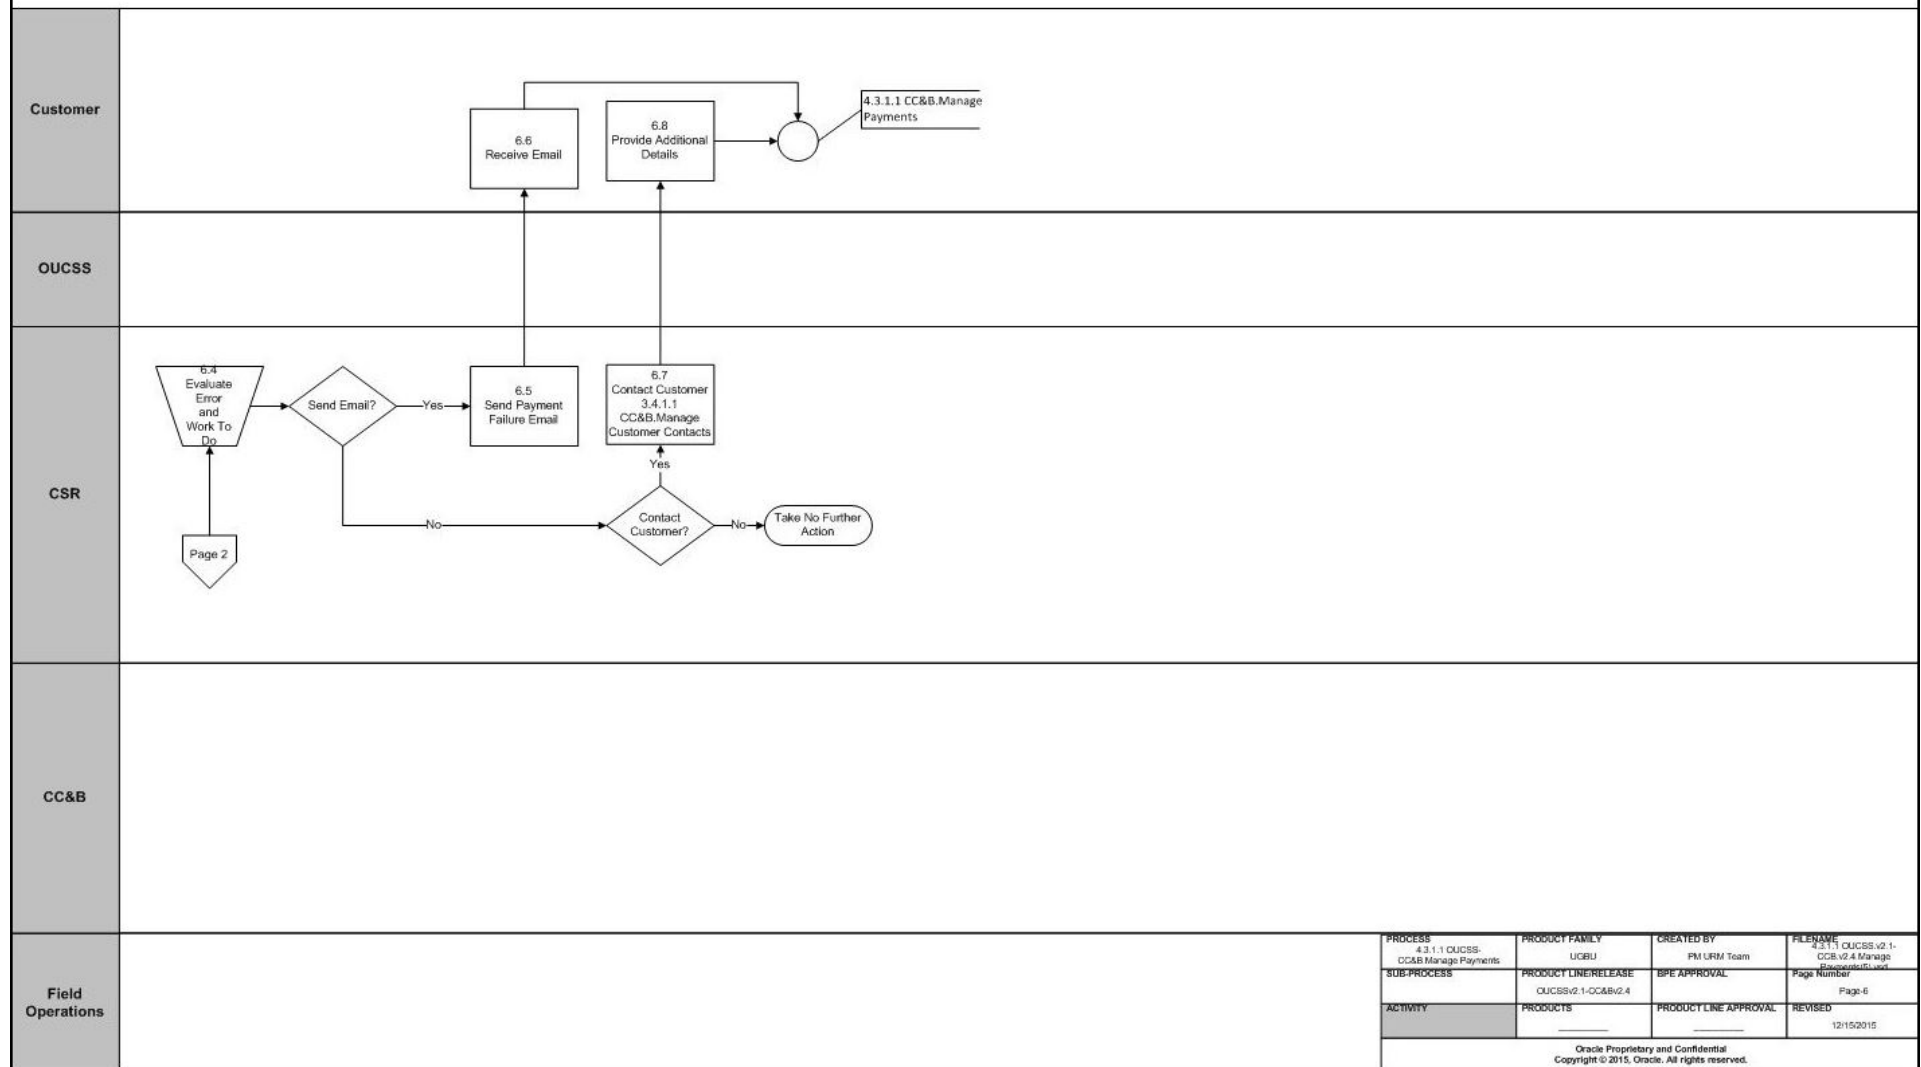 Customer
6.6
Receive Email
6.8
Provide Additional
Details
4.3.1.1 CC&B.Manage
Payments
OUCSS
CSR
6.4
Evaluate
Error
and
Work To
Do
Send Email?
Yes
6.5
Send Payment
Failure Email
6.7
Contact Customer
3.4.1.1
CC&B.Manage
Customer Contacts
Yes
No
Contact
Customer?
No
Take No Further
Action
Page 2
CC&B
Field
Operations
PROCESS
4.3.1.1 OUCSS-
CC&B Manage Payments
PRODUCT FAMILY
UGBU
CREATED BY
PM URM Team
FILENAME
4.3.1.1 OUCSS.v2.1-
CCB.v2.4.Manage
Payments(5).vsd
SUB-PROCESS
PRODUCT LINE/RELEASE
OUCSSv2.1-CC&Bv2.4
BPE APPROVAL
Page Number
Page-6
ACTIVITY
PRODUCTS
PRODUCT LINE APPROVAL
REVISED
12/15/2015
Oracle Proprietary and Confidential
Copyright © 2015, Oracle. All rights reserved.